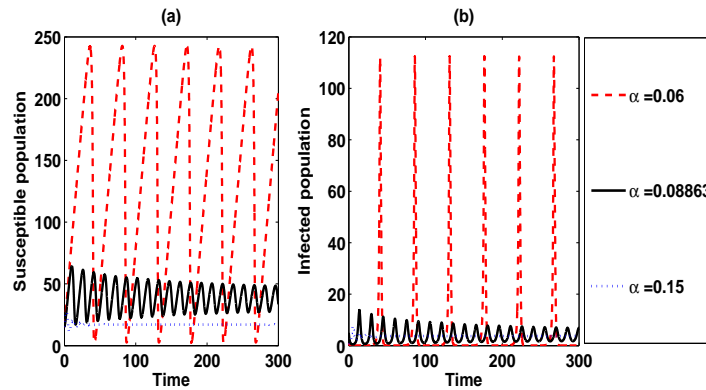 (a)
(b)
Susceptible population
250
200
150
100
50
0
0 100 200 300
Time
Infected population
120
100
80
60
40
20
0
0 100 200 300
Time
α=0.06
α=0.08863
α=0.15